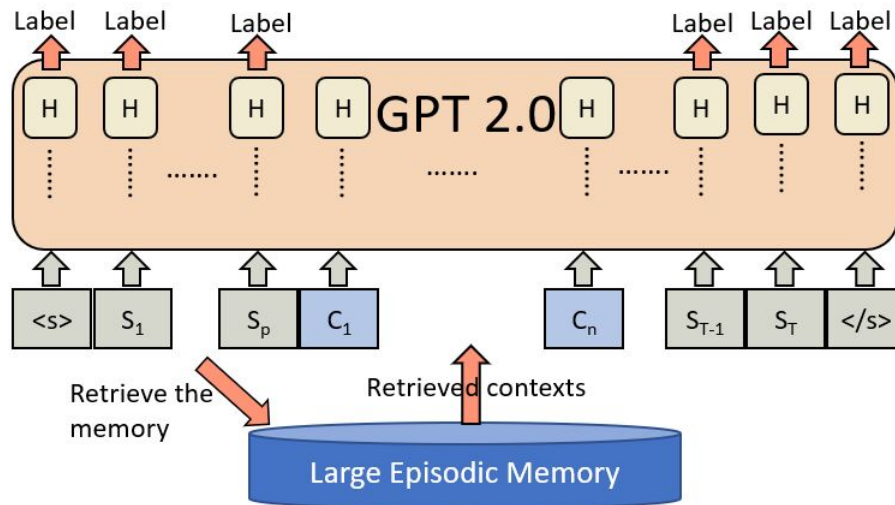 Label Label Label Label Label Label
H H H H GPT 2.0 H H H H
....... ....... .......
<s> S1 Sp C1 Cn ST-1 ST </s>
Retrieve the
memory
Retrieved contexts
Large Episodic Memory